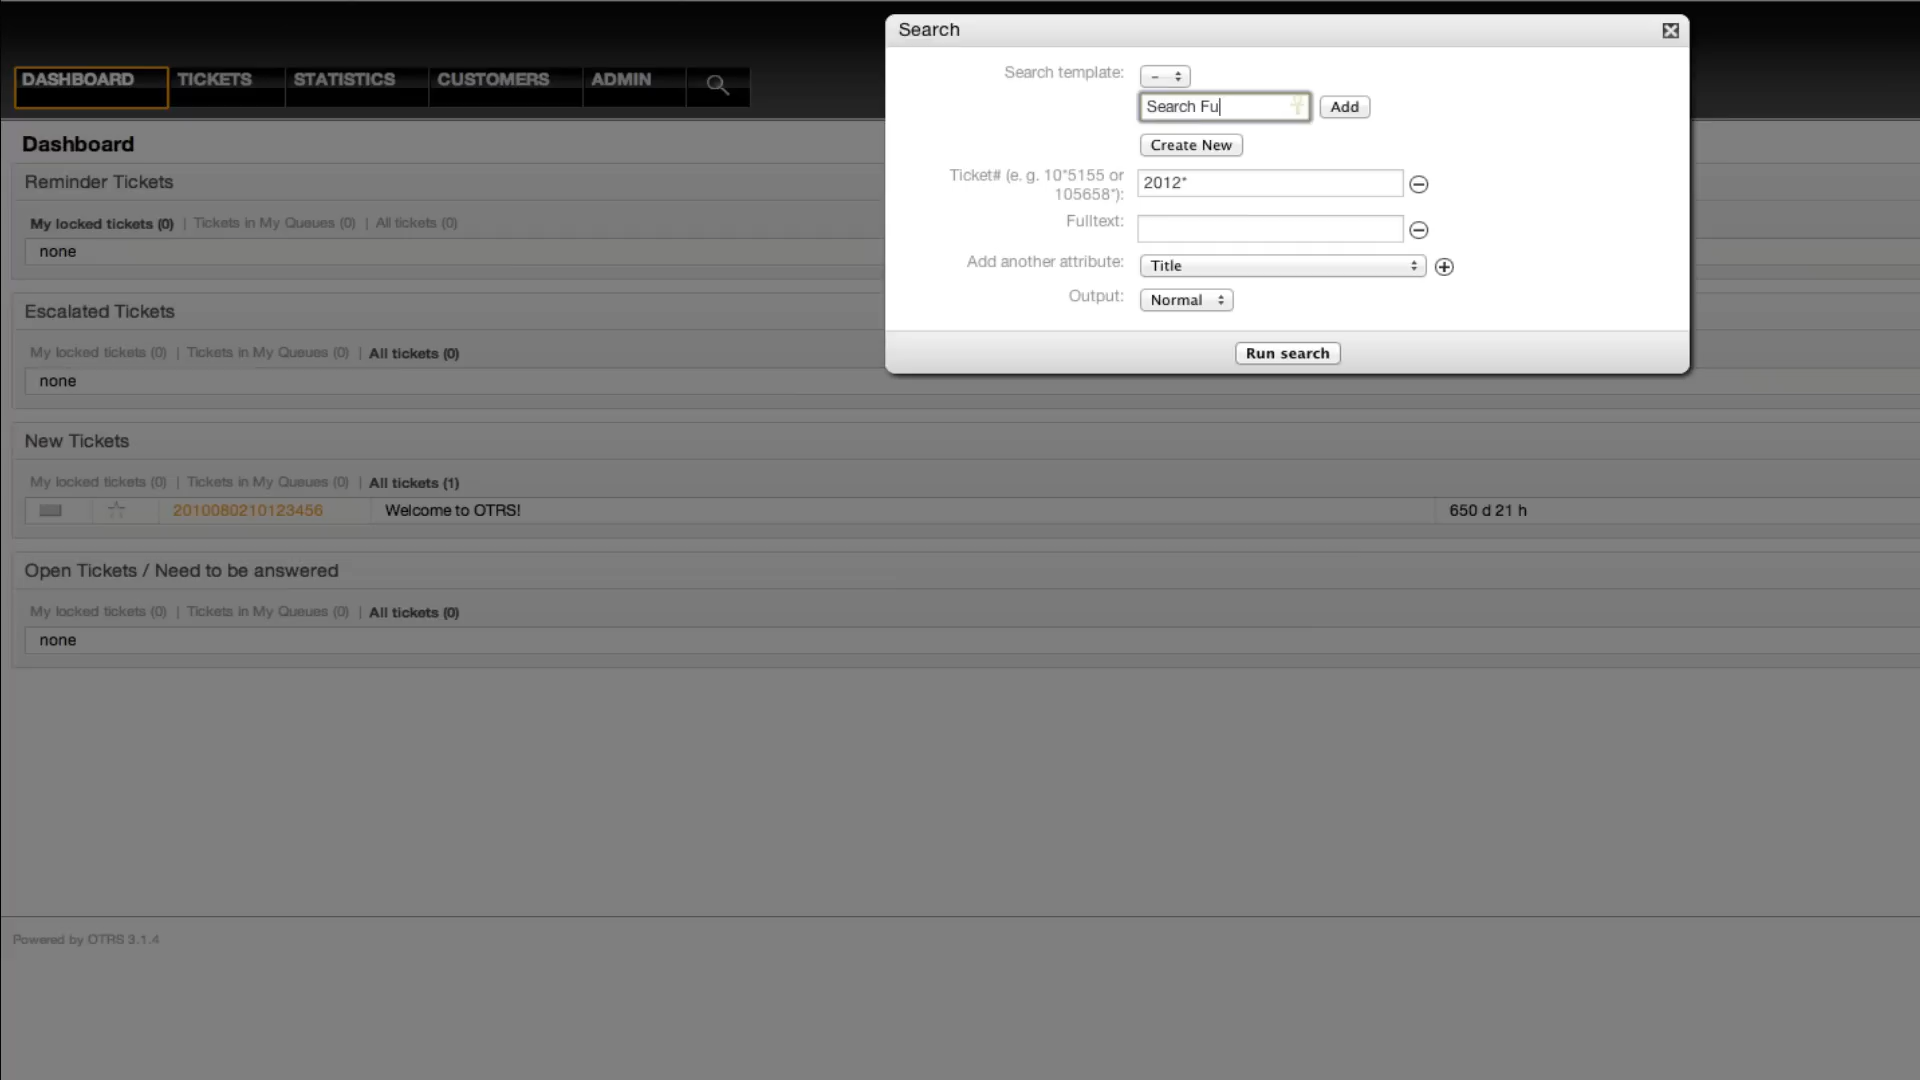 DASHBOARD TICKETS STATISTICS CUSTOMERS ADMIN
Dashboard
Reminder Tickets
My locked tickets (0) | Tickets in My Queues (0) | All tickets (0)
none
Escalated Tickets
My locked tickets (0) | Tickets in My Queues (0) | All tickets (0)
none
New Tickets
My locked tickets (0) | Tickets in My Queues (0) | All tickets (1)
2010080210123456 Welcome to OTRS! 650 d 21 h
Open Tickets / Need to be answered
My locked tickets (0) | Tickets in My Queues (0) | All tickets (0)
none
Powered by OTRS 3.1.4
Search
Search template: -
Search Fu Add
Create New
Ticket# (e. g. 10*5155 or
105658*): 2012*
Fulltext:
Add another attribute: Title
Output: Normal
Run search